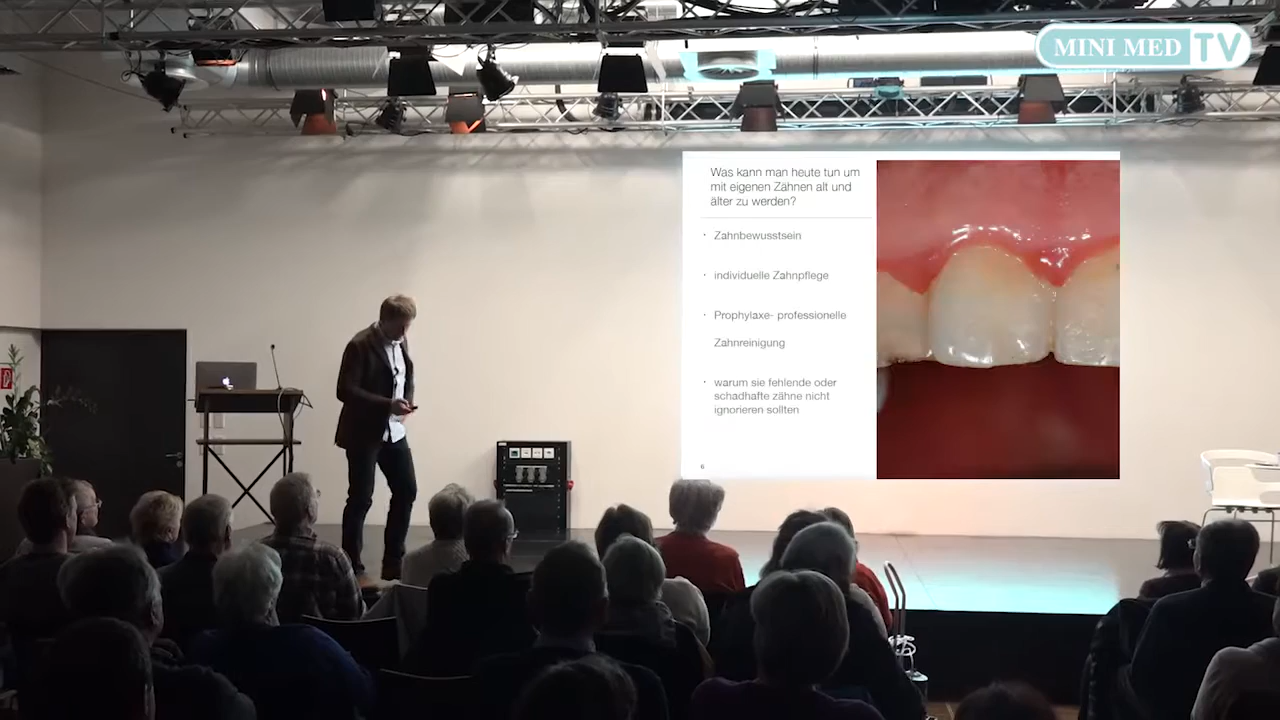 MINI MED TV
Was kann man heute tun um
mit eigenen Zähnen alt und
älter zu werden?
· Zahnbewusstsein
· individuelle Zahnpflege
· Prophylaxe- professionelle
Zahnreinigung
· warum sie fehlende oder
schadhafte zähne nicht
ignorieren sollten
6